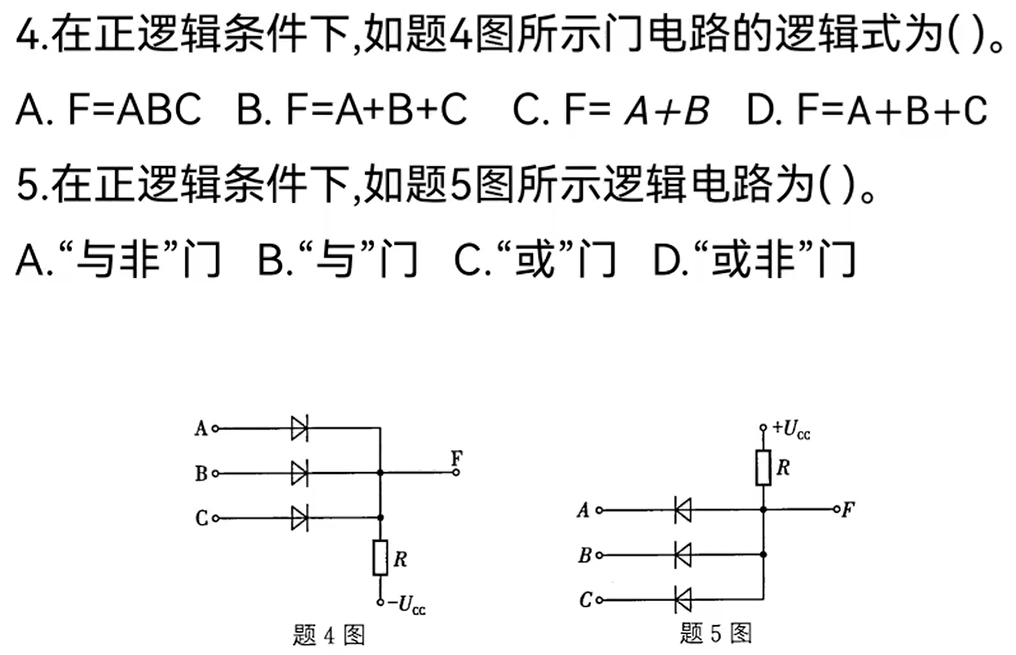 4.在正逻辑条件下,如题4图所示门电路的逻辑式为( )。
A. F=ABC B. F=A+B+C C. F= A+B D. F=A+B+C
5.在正逻辑条件下,如题5图所示逻辑电路为( )。
A.“与非”门 B.“与”门 C.“或”门 D.“或非”门
A
B
C
F
R
-Ucc
题 4 图
+Ucc
R
A
F
B
C
题 5 图